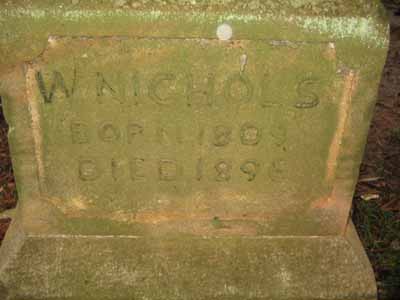 W NICHOLS
BORN 1809
DIED 1896